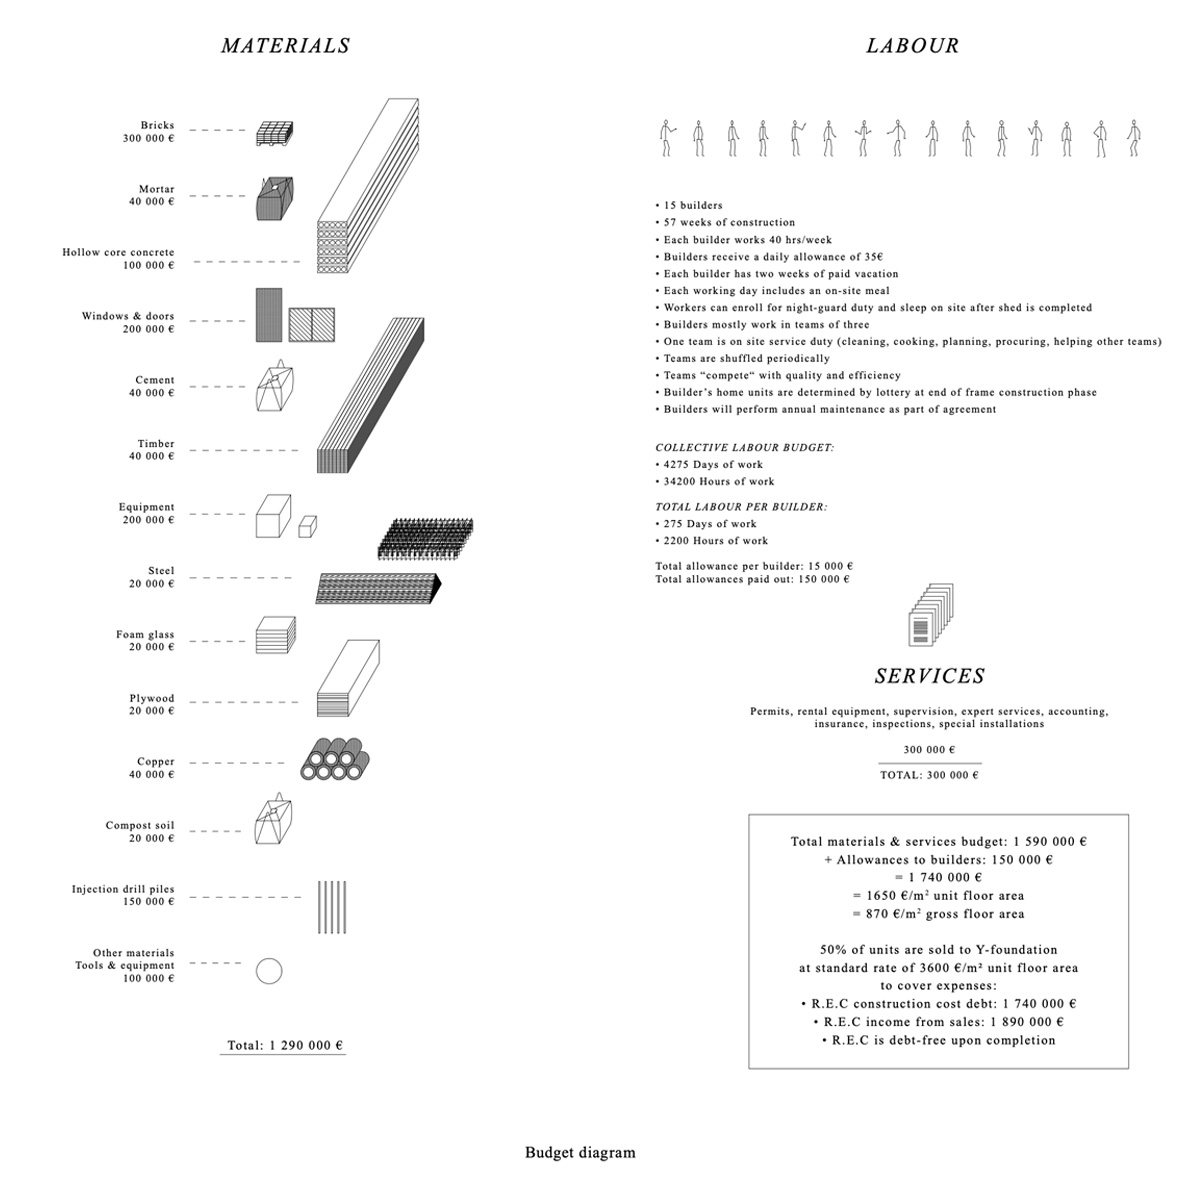 MATERIALS
Bricks
300 000 €
Mortar
40 000 €
Hollow core concrete
100 000 €
Windows & doors
200 000 €
Cement
40 000 €
Timber
40 000 €
Equipment
200 000 €
Steel
20 000 €
Foam glass
20 000 €
Plywood
20 000 €
Copper
40 000 €
Compost soil
20 000 €
Injection drill piles
150 000 €
Other materials
Tools & equipment
100 000 €
Total: 1 290 000 €
LABOUR
• 15 builders
• 57 weeks of construction
• Each builder works 40 hrs/week
• Builders receive a daily allowance of 35€
• Each builder has two weeks of paid vacation
• Each working day includes an on-site meal
• Workers can enroll for night-guard duty and sleep on site after shed is completed
• Builders mostly work in teams of three
• One team is on site service duty (cleaning, cooking, planning, procuring, helping other teams)
• Teams are shuffled periodically
• Teams “compete“ with quality and efficiency
• Builder’s home units are determined by lottery at end of frame construction phase
• Builders will perform annual maintenance as part of agreement
COLLECTIVE LABOUR BUDGET:
• 4275 Days of work
• 34200 Hours of work
TOTAL LABOUR PER BUILDER:
• 275 Days of work
• 2200 Hours of work
Total allowance per builder: 15 000 €
Total allowances paid out: 150 000 €
SERVICES
Permits, rental equipment, supervision, expert services, accounting,
insurance, inspections, special installations
300 000 €
TOTAL: 300 000 €
Total materials & services budget: 1 590 000 €
+ Allowances to builders: 150 000 €
= 1 740 000 €
= 1650 €/m² unit floor area
= 870 €/m² gross floor area
50% of units are sold to Y-foundation
at standard rate of 3600 €/m² unit floor area
to cover expenses:
• R.E.C construction cost debt: 1 740 000 €
• R.E.C income from sales: 1 890 000 €
• R.E.C is debt-free upon completion
Budget diagram